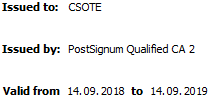 Issued to: CSOTE
Issued by: PostSignum Qualified CA 2
Valid from 14.09.2018 to 14.09.2019